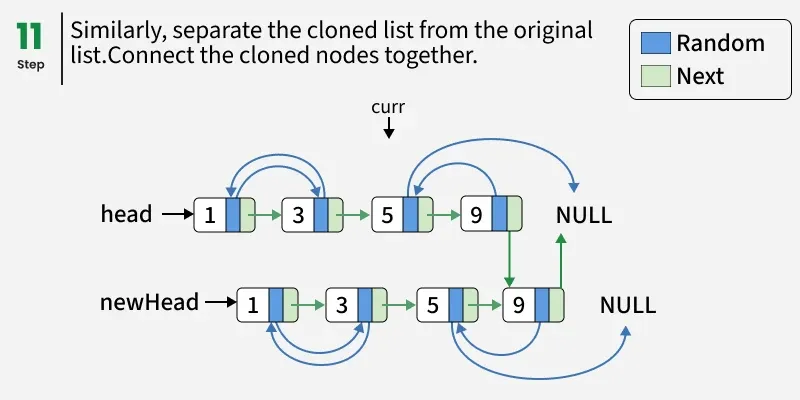 11
Step
Similarly, separate the cloned list from the original
list.Connect the cloned nodes together.
Random
Next
curr
head 1 3 5 9 NULL
newHead 1 3 5 9 NULL